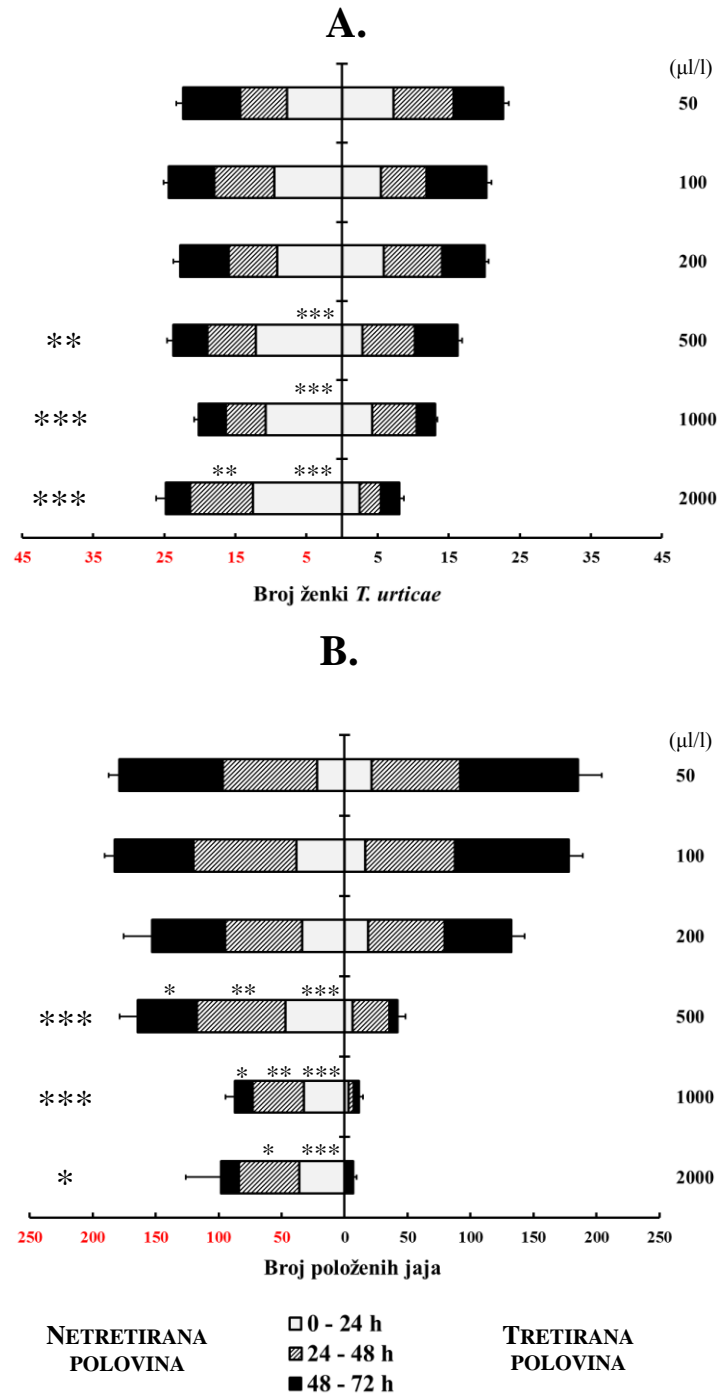 A.
(µl/l)
50
100
200
***
** 500
***
*** 1000
** ***
*** 2000
45 35 25 15 5 5 15 25 35 45
Broj ženki T. urticae
B.
(µl/l)
50
100
200
* ** ***
*** 500
* ** ***
*** 1000
* ***
* 2000
250 200 150 100 50 0 50 100 150 200 250
Broj položenih jaja
NETRETIRANA
POLOVINA
0 - 24 h
24 - 48 h
48 - 72 h
TRETIRANA
POLOVINA